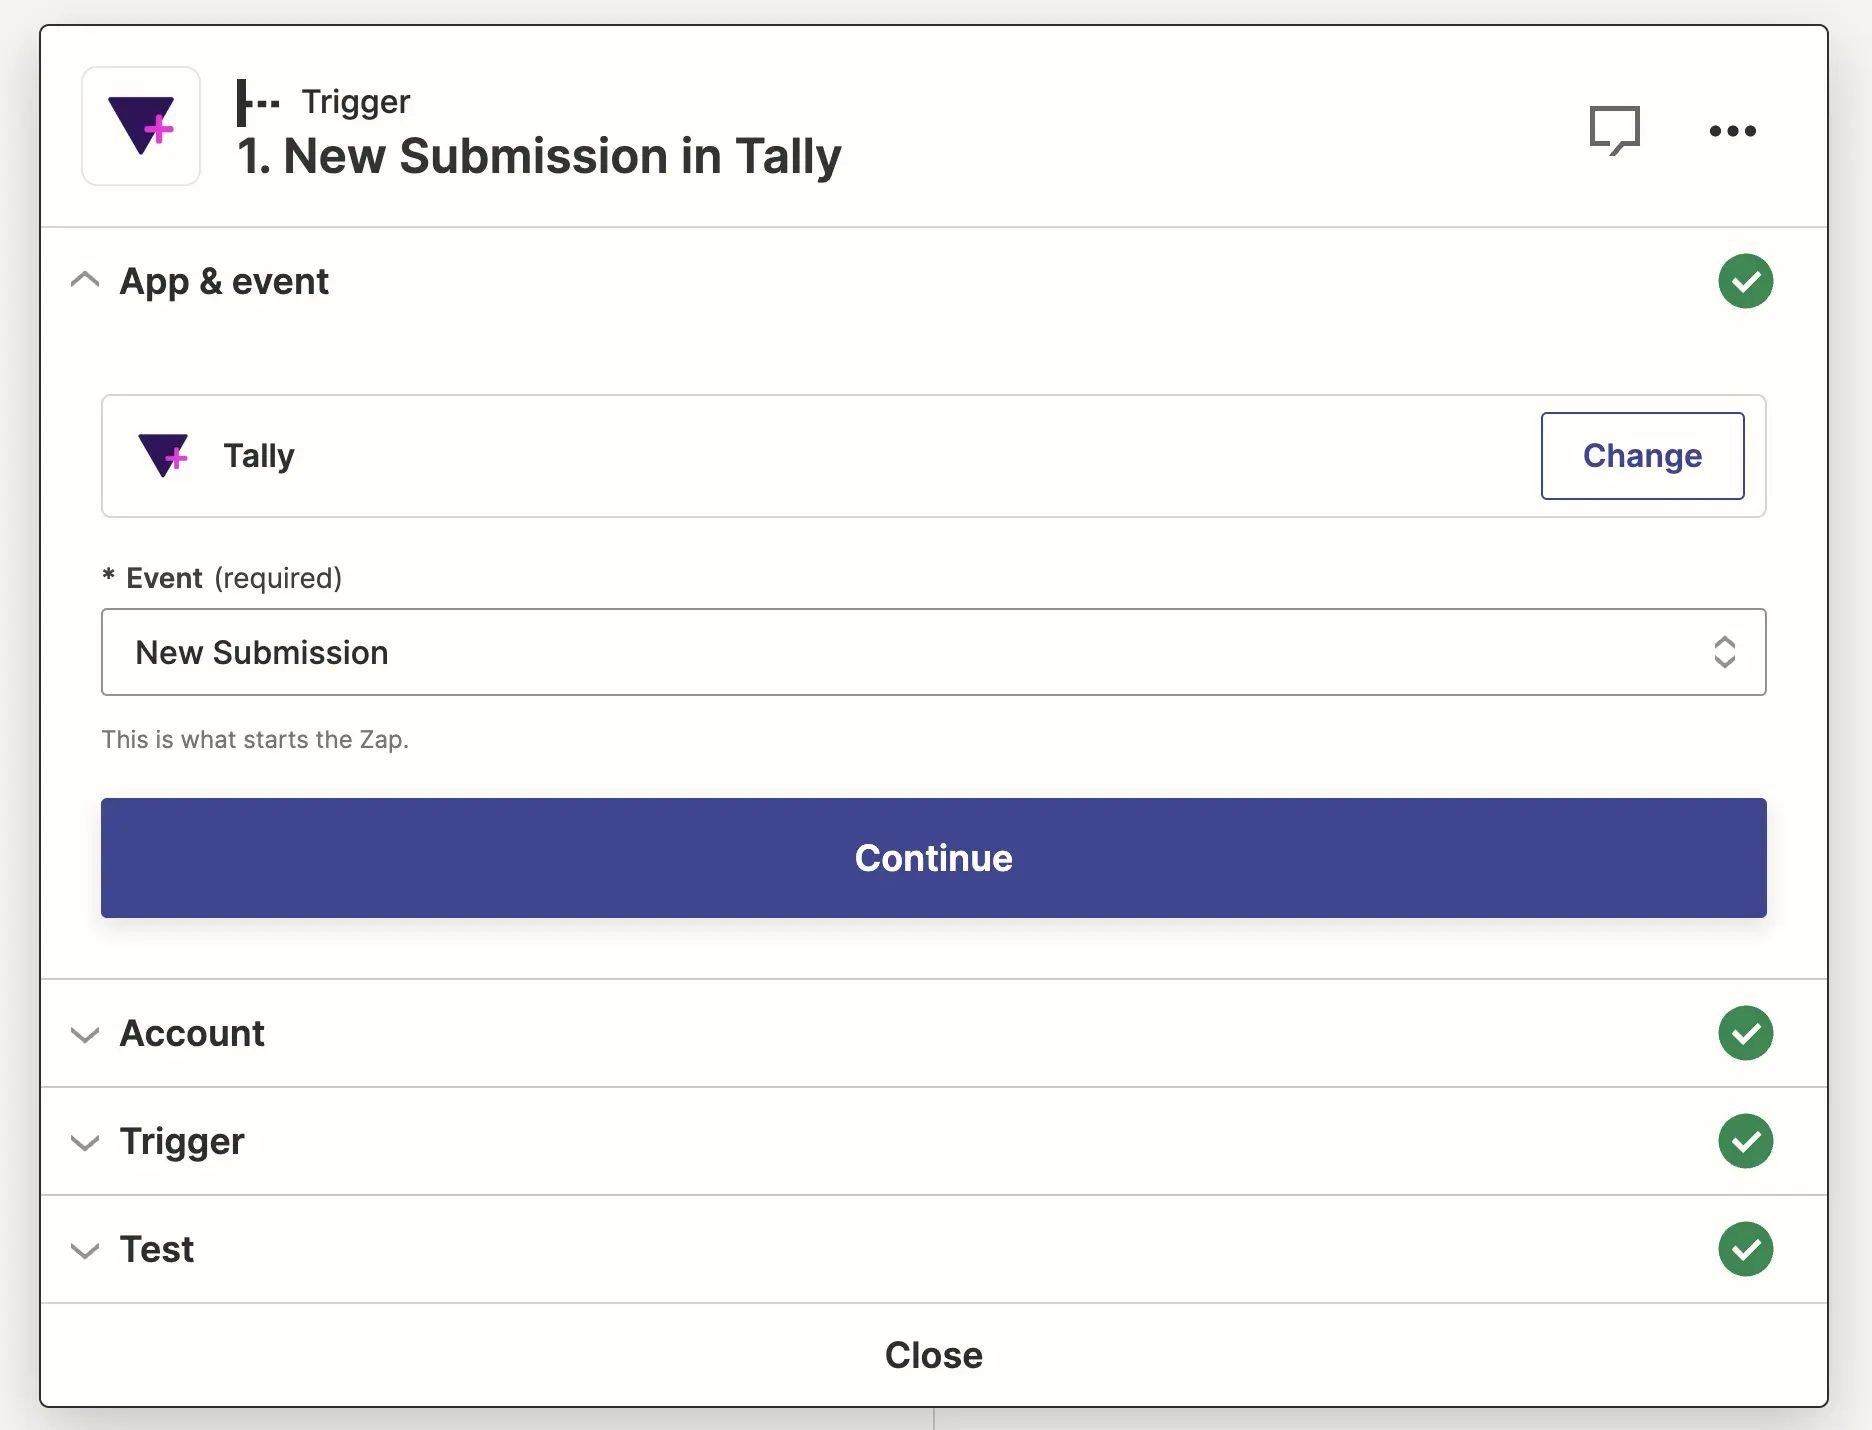 Trigger
1. New Submission in Tally
App & event
Tally
Change
* Event (required)
New Submission
This is what starts the Zap.
Continue
Account
Trigger
Test
Close